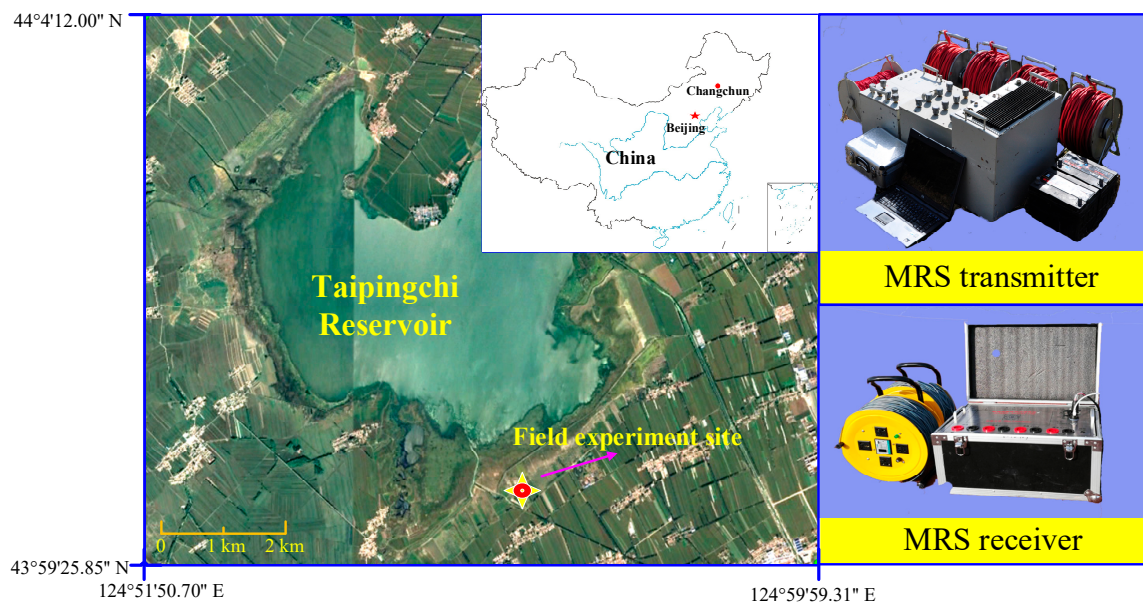 44°4'12.00" N
Changchun
Beijing
China
Taipingchi
Reservoir
Field experiment site
0 1 km 2 km
43°59'25.85" N
124°51'50.70" E
124°59'59.31" E
MRS transmitter
MRS receiver